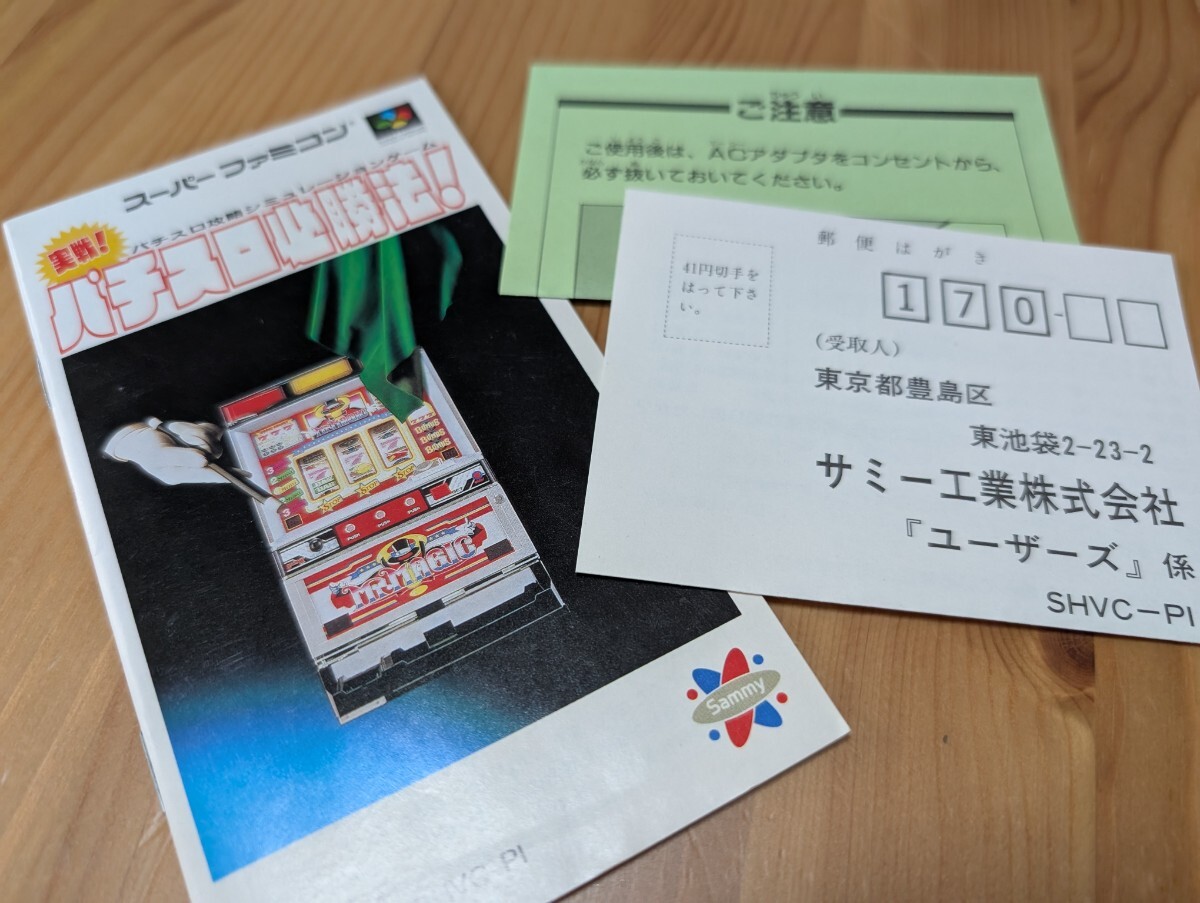 スーパーファミコン
パチスロ攻略シミュレーションゲーム
実戦!
パチスロ必勝法!
Mr.MAGIC
Sammy
SHVC-PI
ご注意
ご使用後は、ACアダプタをコンセントから、
必ず抜いておいてください。
郵便はがき
41円切手を
はって下さ
い。
170-
(受取人)
東京都豊島区
東池袋2-23-2
サミー工業株式会社
『ユーザーズ』係
SHVC-PI